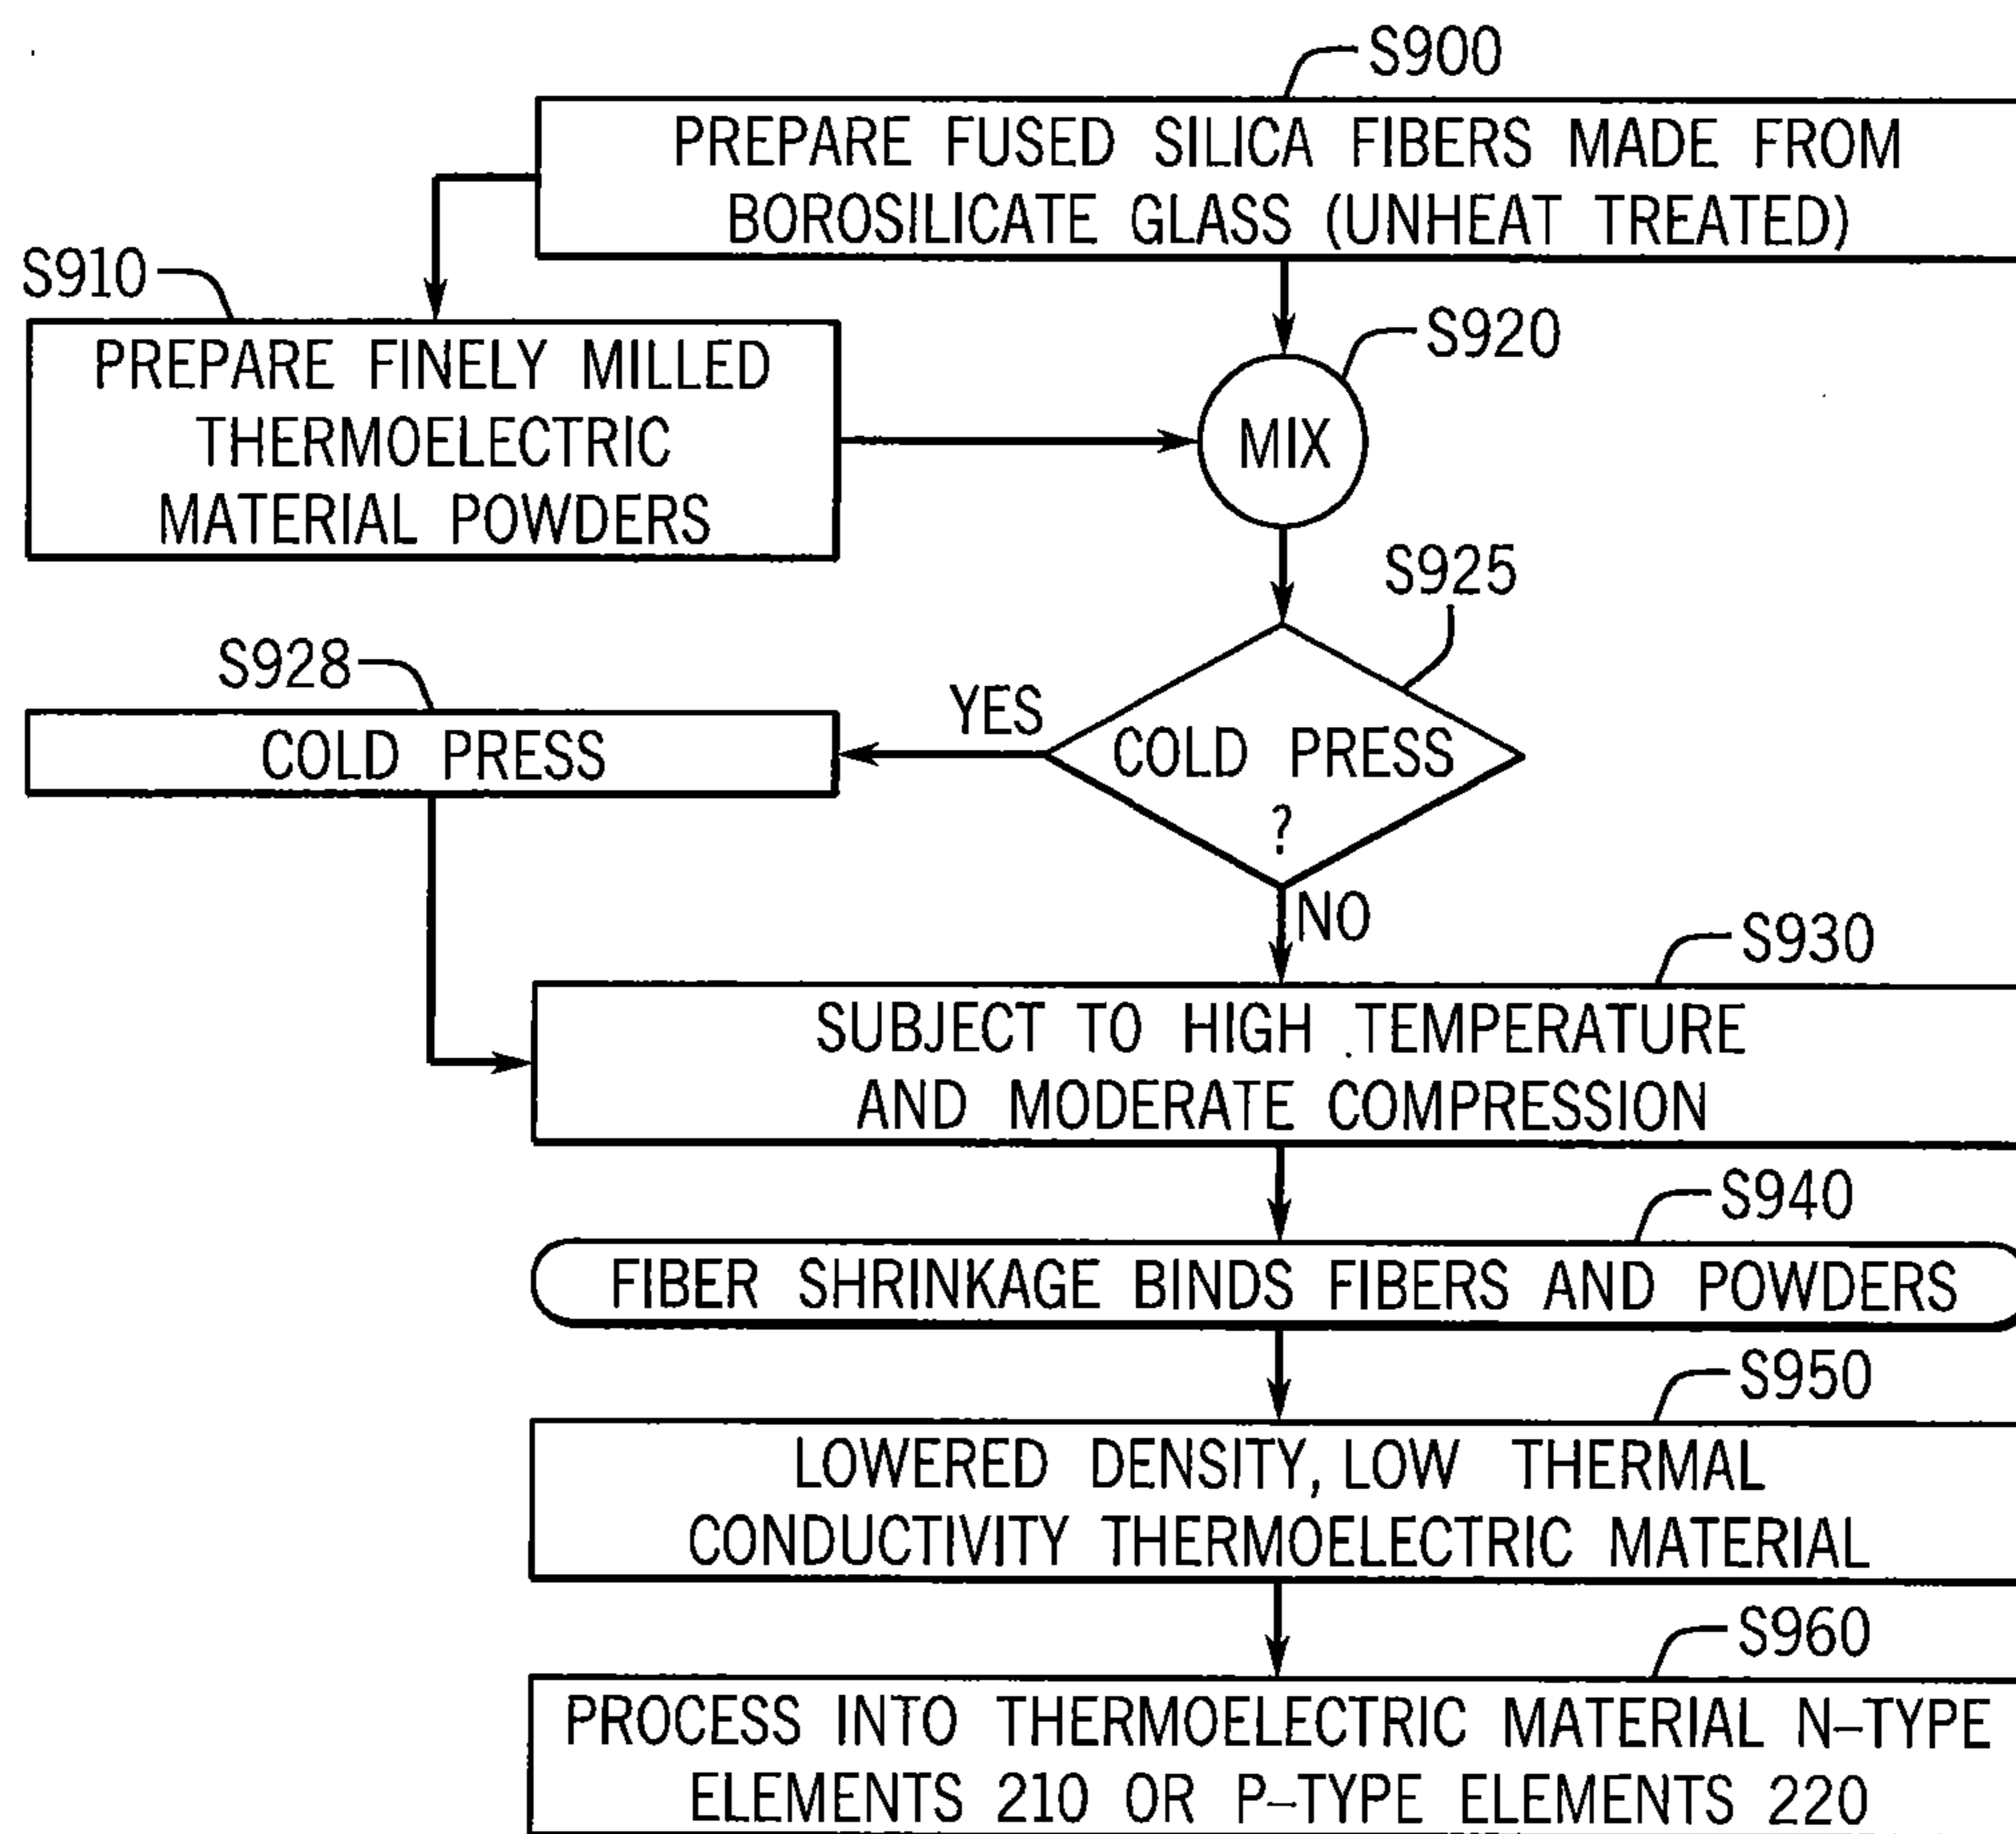 S900
PREPARE FUSED SILICA FIBERS MADE FROM
BOROSILICATE GLASS (UNHEAT TREATED)
S910
PREPARE FINELY MILLED
THERMOELECTRIC
MATERIAL POWDERS
S920
MIX
S925
COLD PRESS
?
YES
S928
COLD PRESS
NO
S930
SUBJECT TO HIGH TEMPERATURE
AND MODERATE COMPRESSION
S940
FIBER SHRINKAGE BINDS FIBERS AND POWDERS
S950
LOWERED DENSITY, LOW THERMAL
CONDUCTIVITY THERMOELECTRIC MATERIAL
S960
PROCESS INTO THERMOELECTRIC MATERIAL N-TYPE
ELEMENTS 210 OR P-TYPE ELEMENTS 220